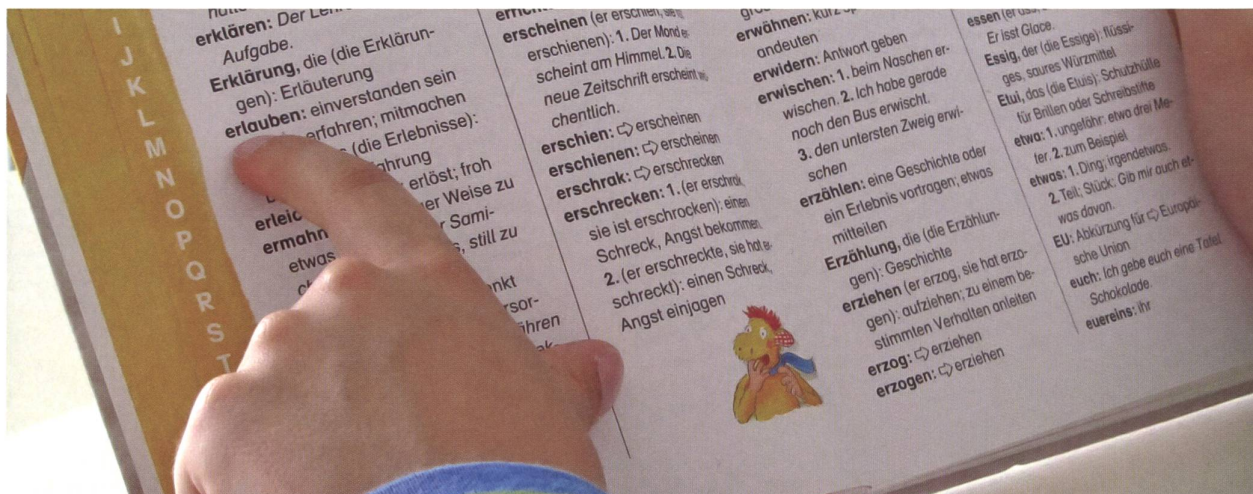 I
J
K
L
M
N
O
P
Q
R
S
T
erklären: Der
Aufgabe.
Erklärung, die (die Erklärun-
gen): Erläuterung
erlauben: einverstanden sein
erfahren; mitmachen
(die Erlebnisse):
erlöst; froh
Weise zu
Sami-
etwas
still zu
erscheinen (er erschien,
erschienen): 1. Der Mond er-
scheint am Himmel. 2. Die
neue Zeitschrift erscheint
chentlich.
erschien: ⇨ erscheinen
erschienen: ⇨ erscheinen
erschrak: ⇨ erschrecken
erschrecken: 1. (er erschrak,
sie ist erschrocken): einen
Schreck, Angst bekommen.
2. (er erschreckte, sie hat er-
schreckt): einen Schreck,
Angst einjagen
erwähnen: kurz
andeuten
erwidern: Antwort geben
erwischen: 1. beim Naschen er-
wischen. 2. Ich habe gerade
noch den Bus erwischt.
3. den untersten Zweig erwi-
schen
erzählen: eine Geschichte oder
ein Erlebnis vortragen; etwas
mitteilen
Erzählung, die (die Erzählun-
gen): Geschichte
erziehen (er erzog, sie hat erzo-
gen): aufziehen; zu einem be-
stimmten Verhalten anleiten
erzog: ⇨ erziehen
erzogen: ⇨ erziehen
essen
Er isst Glace.
Essig, der (die Essige): flüssi-
ges, saures Würzmittel
Etui, das (die Etuis): Schutzhülle
für Brillen oder Schreibstifte
etwa: 1. ungefähr: etwa drei Me-
ter. 2. zum Beispiel
etwas: 1. Ding; irgendetwas.
2. Teil; Stück: Gib mir auch et-
was davon.
EU: Abkürzung für ⇨ Europäi-
sche Union
euch: Ich gebe euch eine Tafel
Schokolade.
euereins: ihr